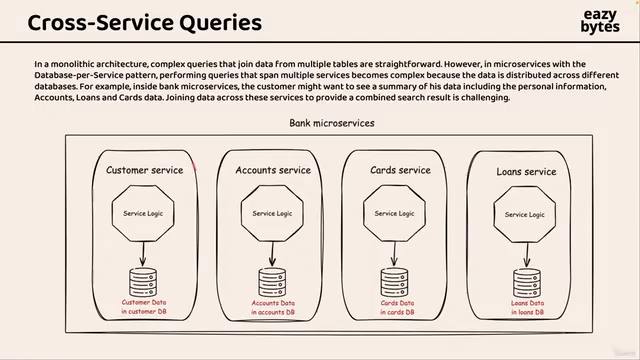 Cross-Service Queries
eazy
bytes
In a monolithic architecture, complex queries that join data from multiple tables are straightforward. However, in microservices with the
Database-per-Service pattern, performing queries that span multiple services becomes complex because the data is distributed across different
databases. For example, inside bank microservices, the customer might want to see a summary of his data including the personal information,
Accounts, Loans and Cards data. Joining data across these services to provide a combined search result is challenging.
Bank microservices
Customer service
Accounts service
Cards service
Loans service
Service Logic
Service Logic
Service Logic
Service Logic
Customer Data
in customer DB
Accounts Data
in accounts DB
Cards Data
in cards DB
Loans Data
in loans DB